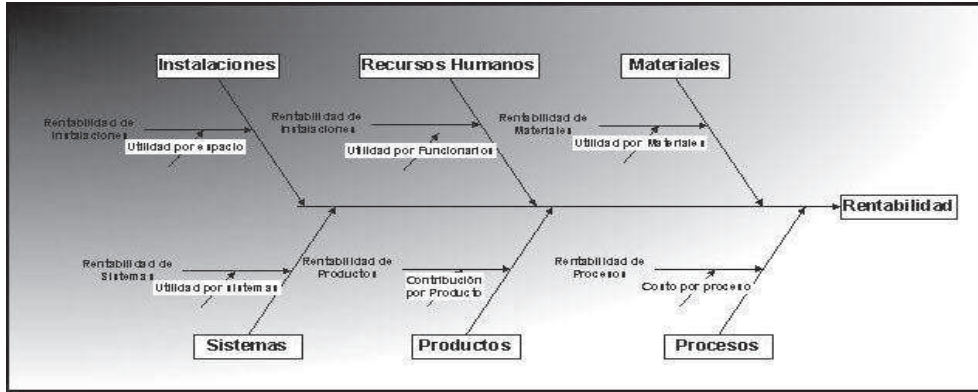 Instalaciones
Recursos Humanos
Materiales
Rentabilidad de
Instalaciones
Utilidad por espacio
Rentabilidad de
Instalaciones
Utilidad por Funcionarios
Rentabilidad de
Materiales
Utilidad por Materiales
Rentabilidad
Rentabilidad de
Sistemas
Utilidad por sistemas
Rentabilidad de
Productos
Contribución
por Producto
Rentabilidad de
Procesos
Costo por proceso
Sistemas
Productos
Procesos